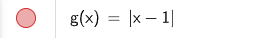 g(x) = |x − 1|